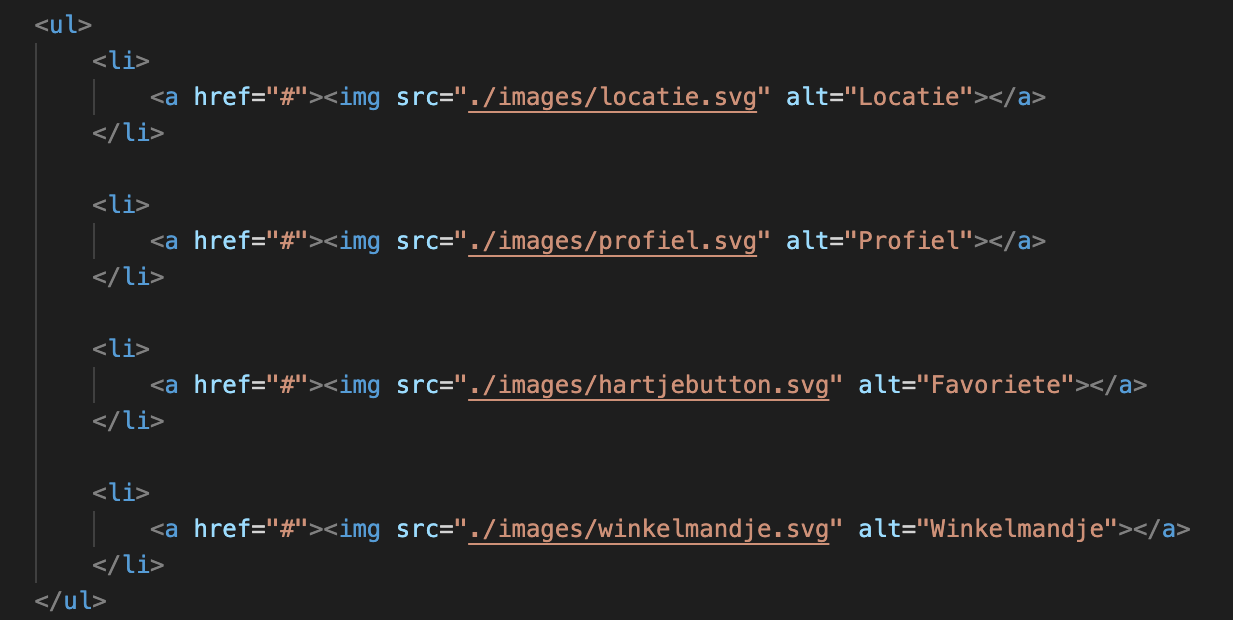 <ul>
<li>
<a href="#"><img src="./images/locatie.svg" alt="Locatie"></a>
</li>
<li>
<a href="#"><img src="./images/profiel.svg" alt="Profiel"></a>
</li>
<li>
<a href="#"><img src="./images/hartjebutton.svg" alt="Favoriete"></a>
</li>
<li>
<a href="#"><img src="./images/winkelmandje.svg" alt="Winkelmandje"></a>
</li>
</ul>